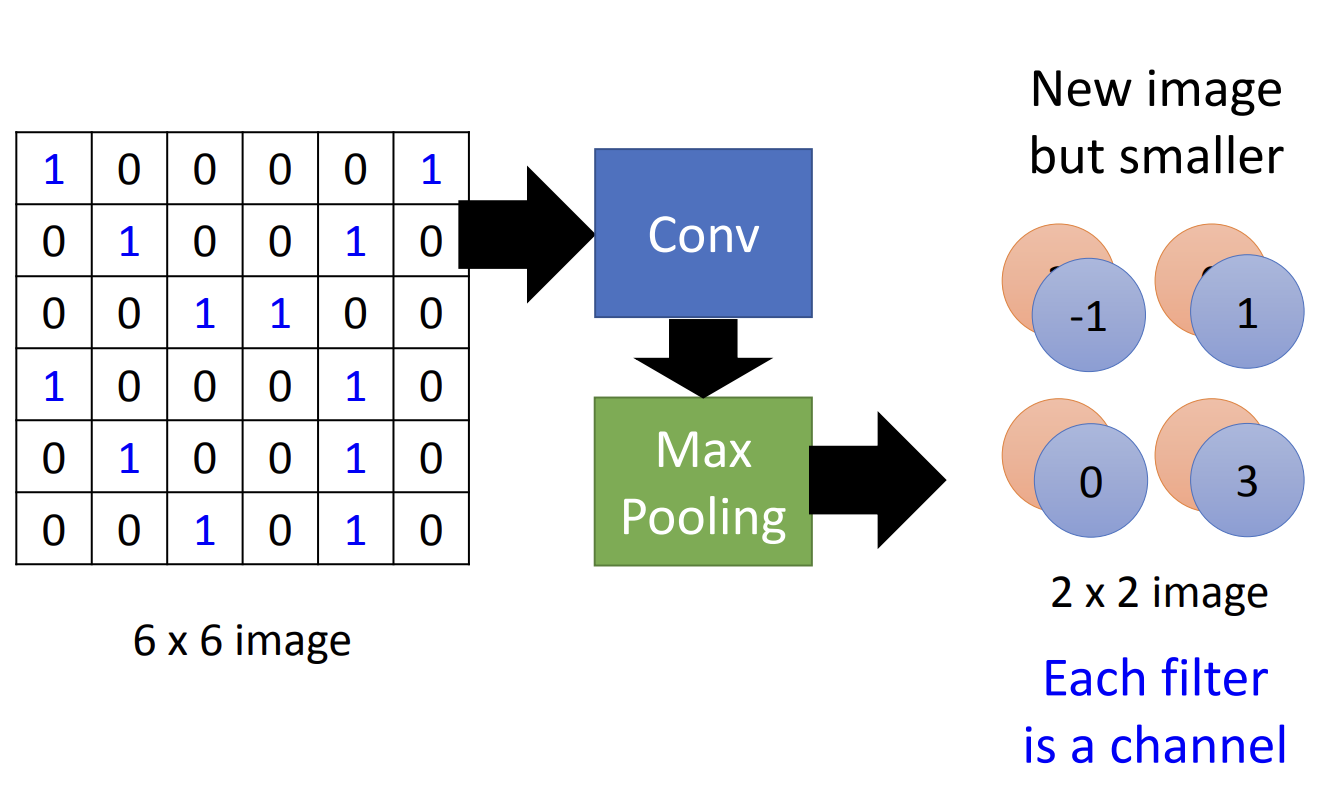 New image
but smaller
1 0 0 0 0 1
0 1 0 0 1 0
0 0 1 1 0 0
1 0 0 0 1 0
0 1 0 0 1 0
0 0 1 0 1 0
6 x 6 image
Conv
Max
Pooling
-1 1
0 3
2 x 2 image
Each filter
is a channel